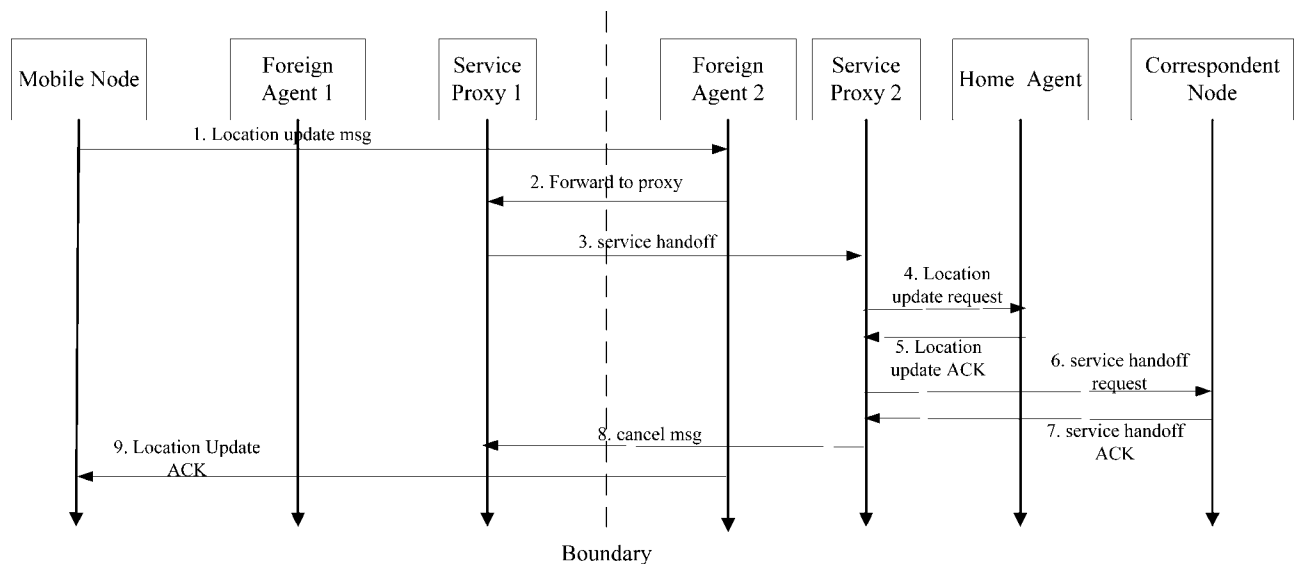 Mobile Node
Foreign
Agent 1
Service
Proxy 1
Foreign
Agent 2
Service
Proxy 2
Home Agent
Correspondent
Node
1. Location update msg
2. Forward to proxy
3. service handoff
4. Location
update request
5. Location
update ACK
6. service handoff
request
7. service handoff
ACK
8. cancel msg
9. Location Update
ACK
Boundary